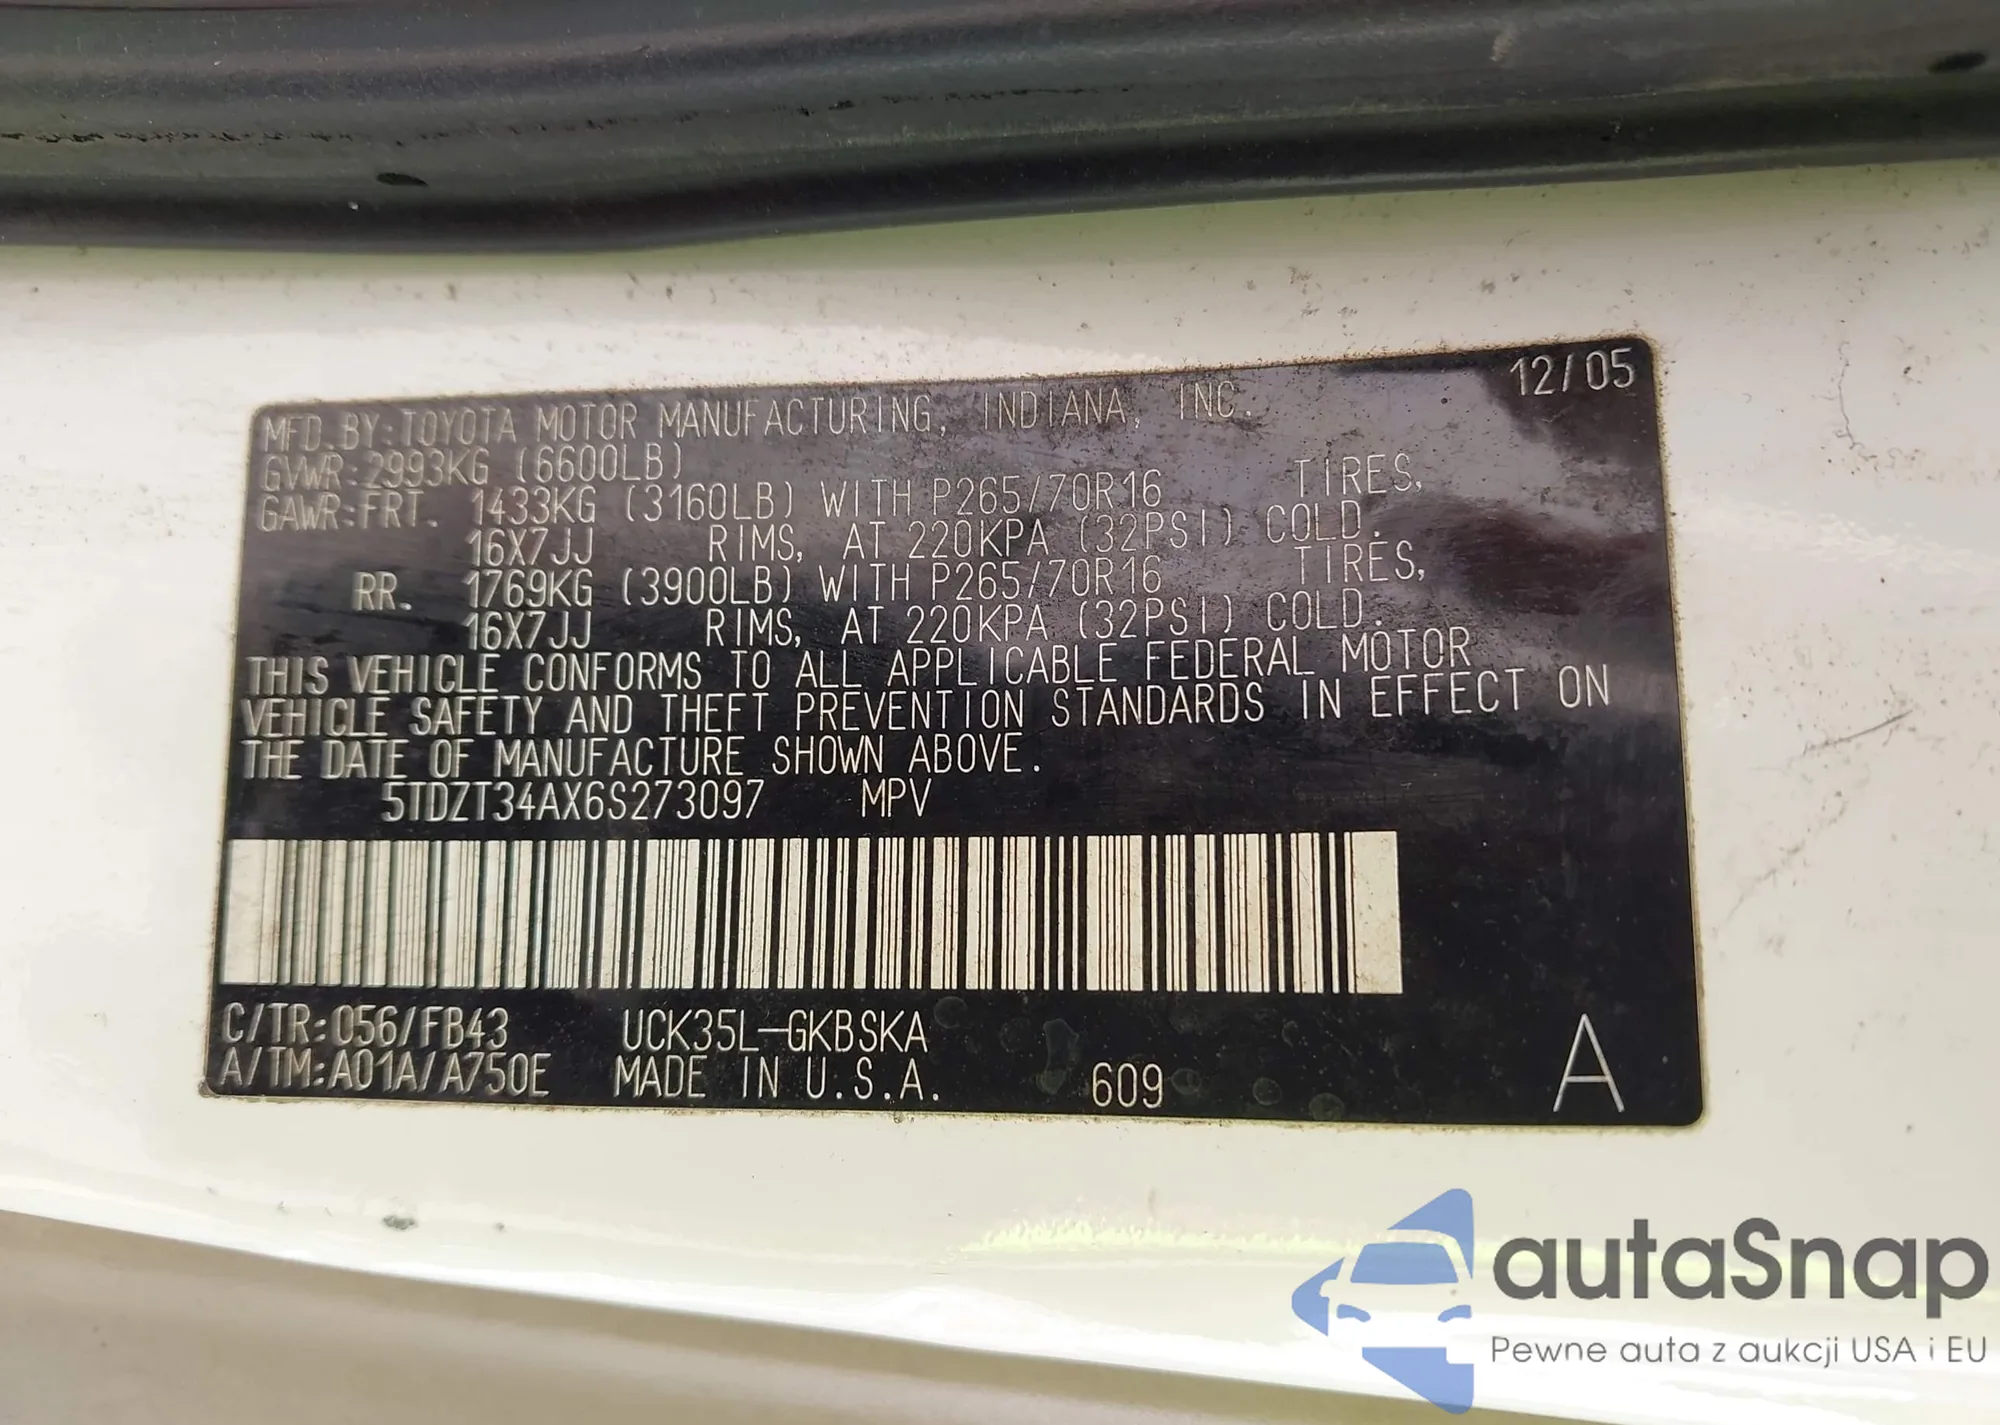 12/05
MFD. BY: TOYOTA MOTOR MANUFACTURING, INDIANA, INC.
GVWR: 2993KG (6600LB)
GAWR: FRT. 1433KG (3160LB) WITH P265/70R16 TIRES,
16X7JJ RIMS, AT 220KPA (32PSI) COLD.
RR. 1769KG (3900LB) WITH P265/70R16 TIRES,
16X7JJ RIMS, AT 220KPA (32PSI) COLD.
THIS VEHICLE CONFORMS TO ALL APPLICABLE FEDERAL MOTOR
VEHICLE SAFETY AND THEFT PREVENTION STANDARDS IN EFFECT ON
THE DATE OF MANUFACTURE SHOWN ABOVE.
5TDZT34AX6S273097 MPV
C/TR: 056/FB43 UCK35L-GKBSKA
A/TM: A01A/A750E MADE IN U.S.A. 609 A
autaSnap
Pewne auta z aukcji USA i EU